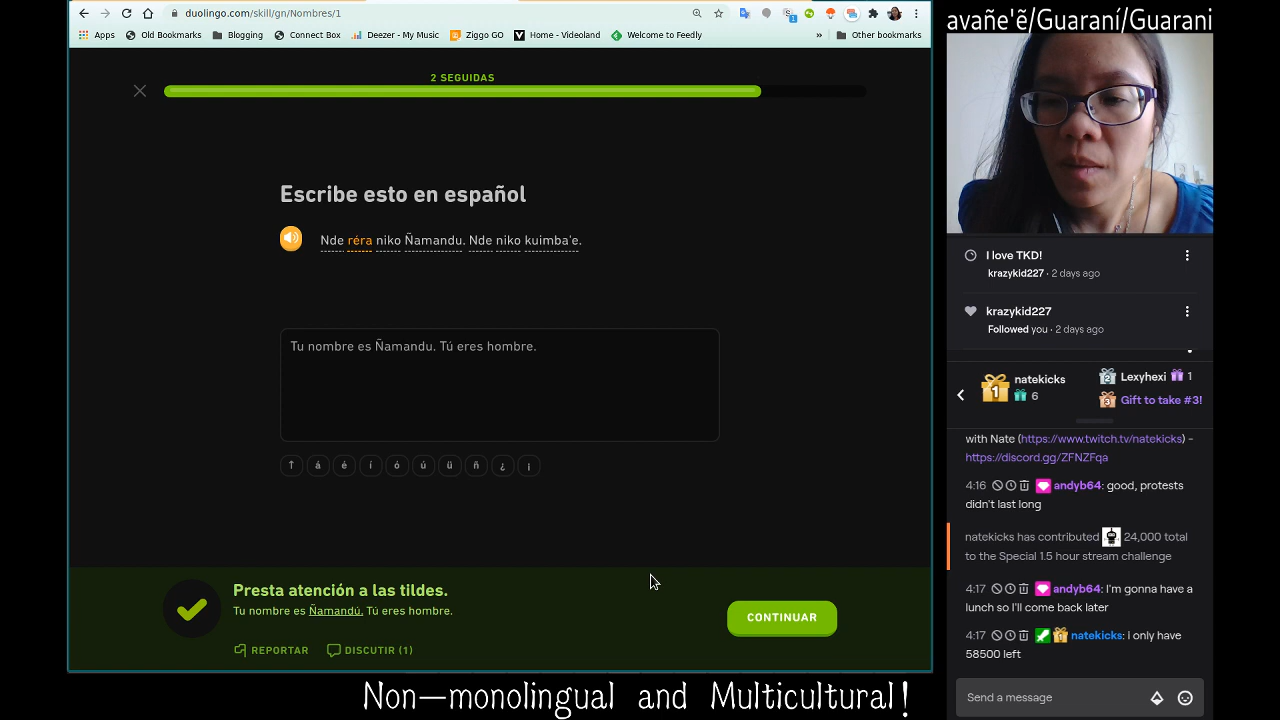 duolingo.com/skill/gn/Nombres/1
Apps Old Bookmarks Blogging ConnectBox Deezer - My Music Ziggo GO Home - Videoland Welcome to Feedly » Other bookmarks
2 SEGUIDAS
Escribe esto en español
Nde réra niko Ñamandu. Nde niko kuimba'e.
Tu nombre es Ñamandu. Tú eres hombre.
↑ á é í ó ú ü ñ ¿ ¡
Presta atención a las tildes.
Tu nombre es Ñamandú. Tú eres hombre.
CONTINUAR
REPORTAR DISCUTIR (1)
avañe'ẽ/Guaraní/Guarani
I love TKD!
krazykid227 · 2 days ago
krazykid227
Followed you · 2 days ago
1 natekicks
6
2 Lexyhexi 1
3 Gift to take #3!
with Nate (https://www.twitch.tv/natekicks) -
https://discord.gg/ZFNZFqa
4:16 andyb64: good, protests
didn't last long
natekicks has contributed 24,000 total
to the Special 1.5 hour stream challenge
4:17 andyb64: I'm gonna have a
lunch so I'll come back later
4:17 natekicks: i only have
58500 left
Send a message
Non—monolingual and Multicultural!